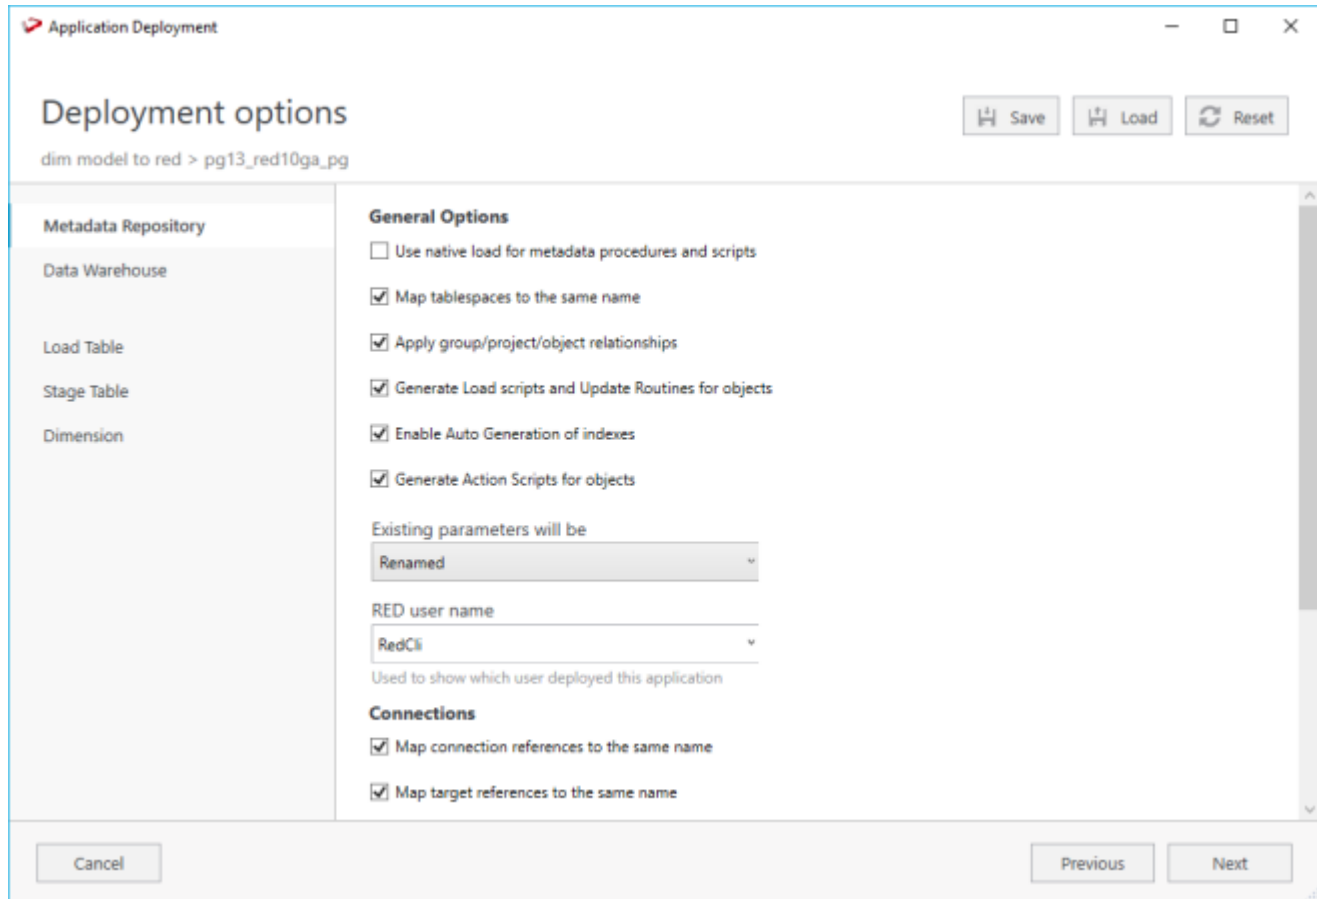 Application Deployment
Deployment options
Save
Load
Reset
dim model to red > pg13_red10ga_pg
Metadata Repository
Data Warehouse
Load Table
Stage Table
Dimension
General Options
Use native load for metadata procedures and scripts
Map tablespaces to the same name
Apply group/project/object relationships
Generate Load scripts and Update Routines for objects
Enable Auto Generation of indexes
Generate Action Scripts for objects
Existing parameters will be
Renamed
RED user name
RedCli
Used to show which user deployed this application
Connections
Map connection references to the same name
Map target references to the same name
Cancel
Previous
Next